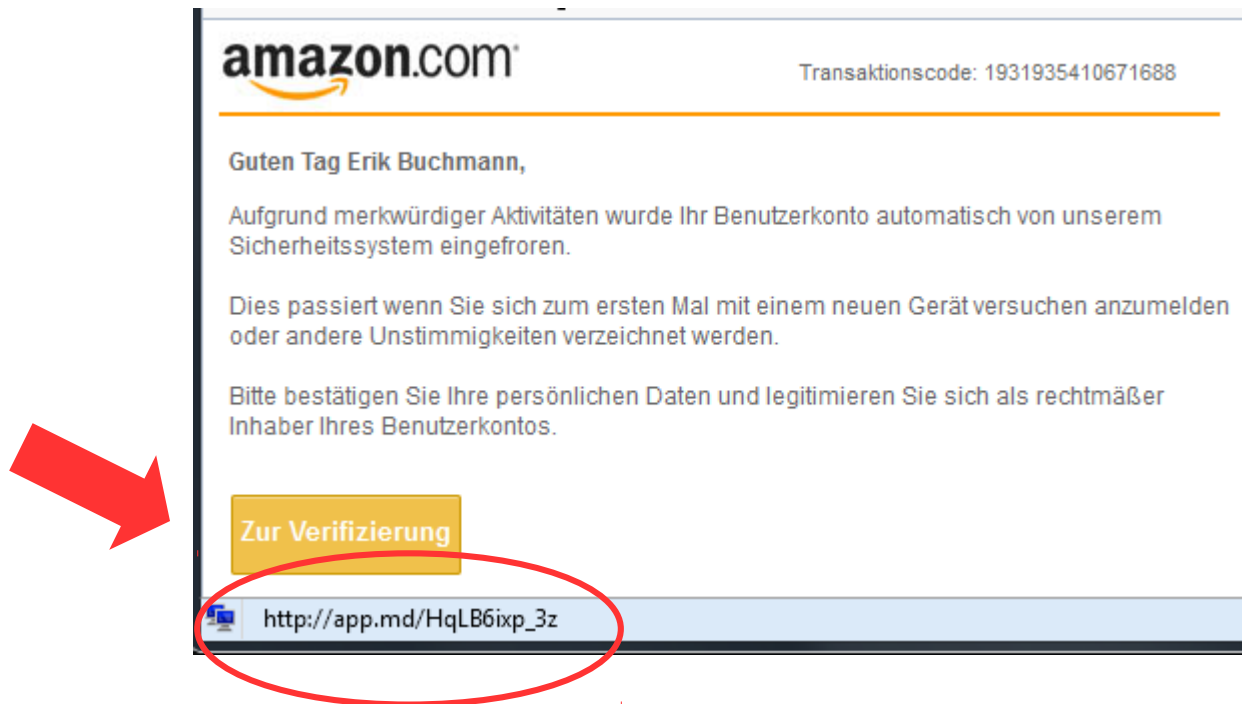 amazon.com
Transaktionscode: 1931935410671688
Guten Tag Erik Buchmann,
Aufgrund merkwürdiger Aktivitäten wurde Ihr Benutzerkonto automatisch von unserem
Sicherheitssystem eingefroren.
Dies passiert wenn Sie sich zum ersten Mal mit einem neuen Gerät versuchen anzumelden
oder andere Unstimmigkeiten verzeichnet werden.
Bitte bestätigen Sie Ihre persönlichen Daten und legitimieren Sie sich als rechtmäßer
Inhaber Ihres Benutzerkontos.
Zur Verifizierung
http://app.md/HqLB6ixp_3z